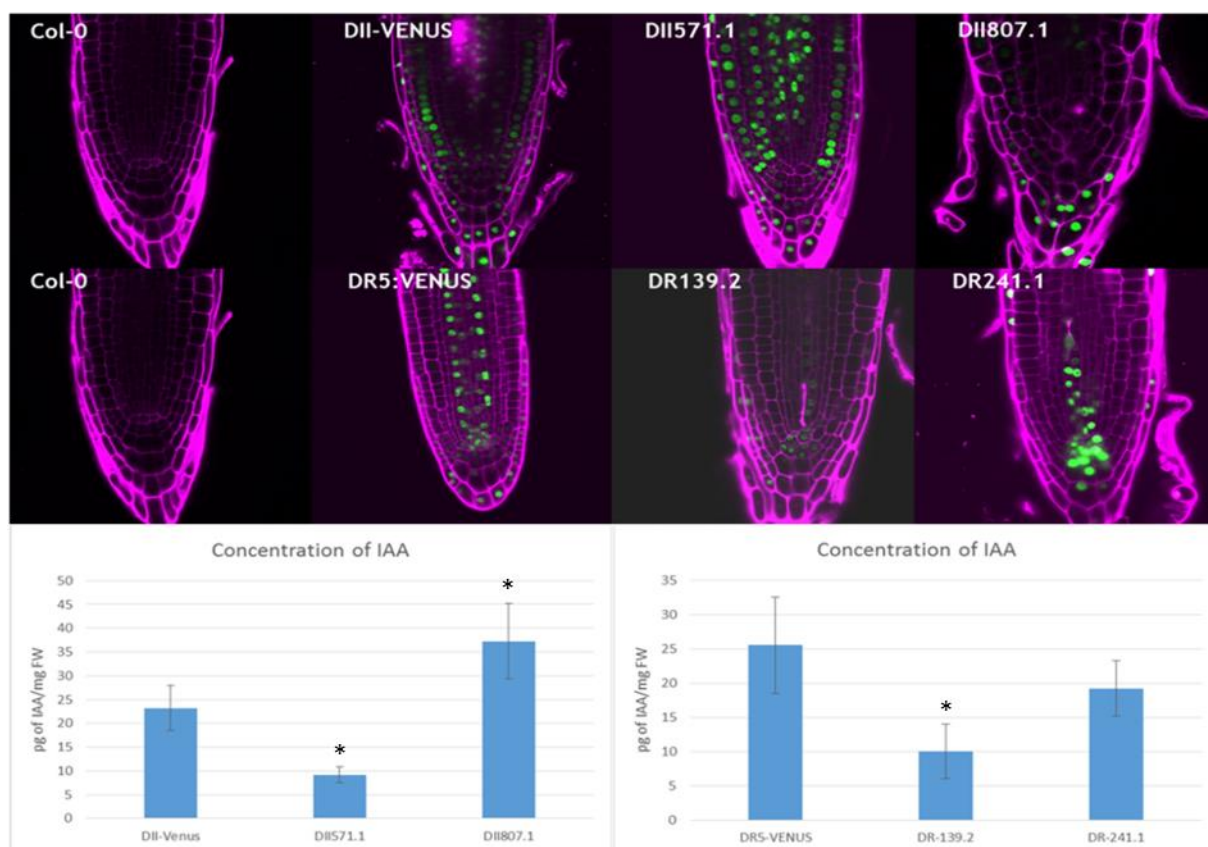 Col-0 DII-VENUS DII571.1 DII807.1
Col-0 DR5:VENUS DR139.2 DR241.1
Concentration of IAA
pg of IAA/mg FW
50
45
40
35
30
25
20
15
10
5
0
*
*
DII-Venus DII571.1 DII807.1
Concentration of IAA
pg of IAA/mg FW
35
30
25
20
15
10
5
0
*
DR5-VENUS DR-139.2 DR-241.1